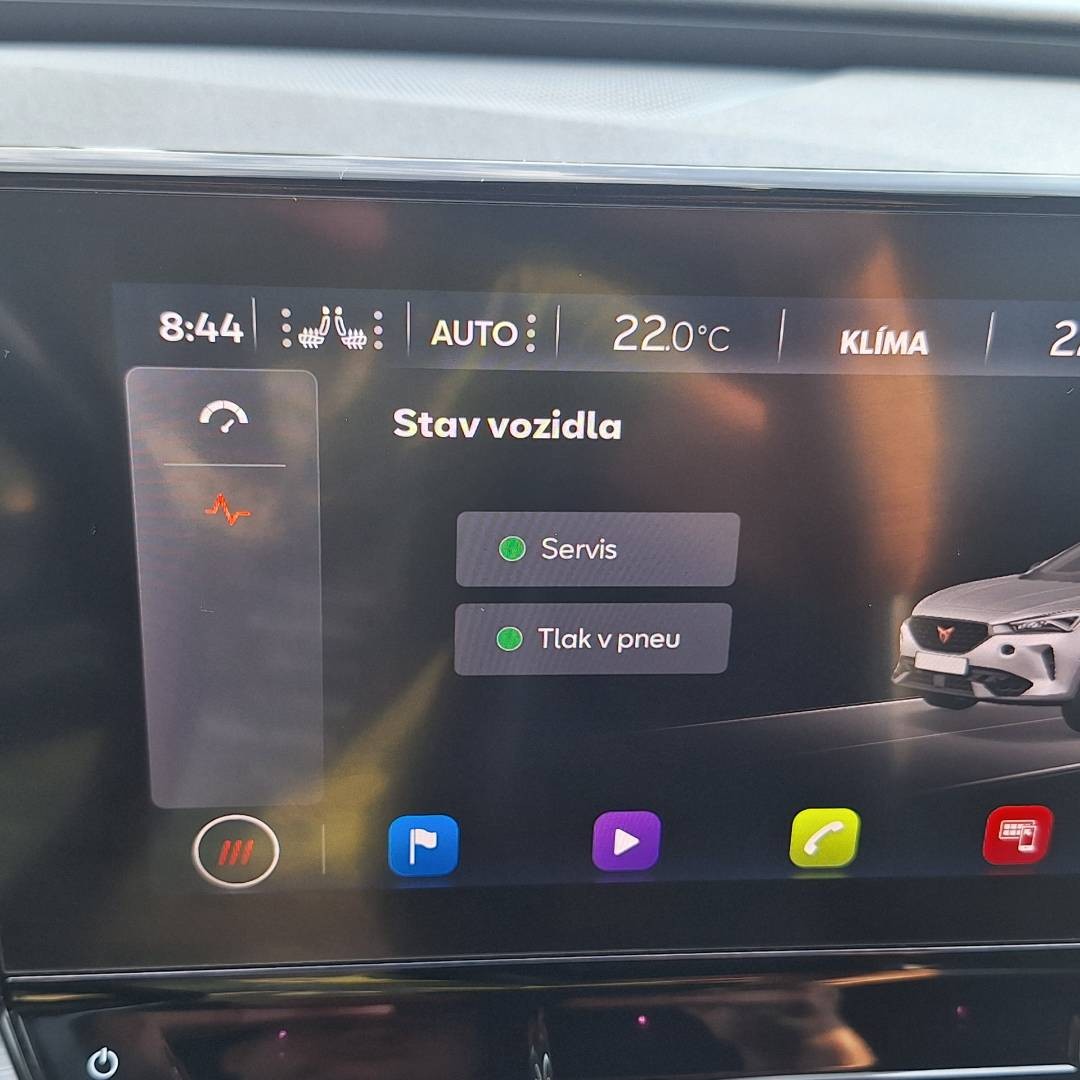 8:44 AUTO 22.0°C KLÍMA
Stav vozidla
Servis
Tlak v pneu